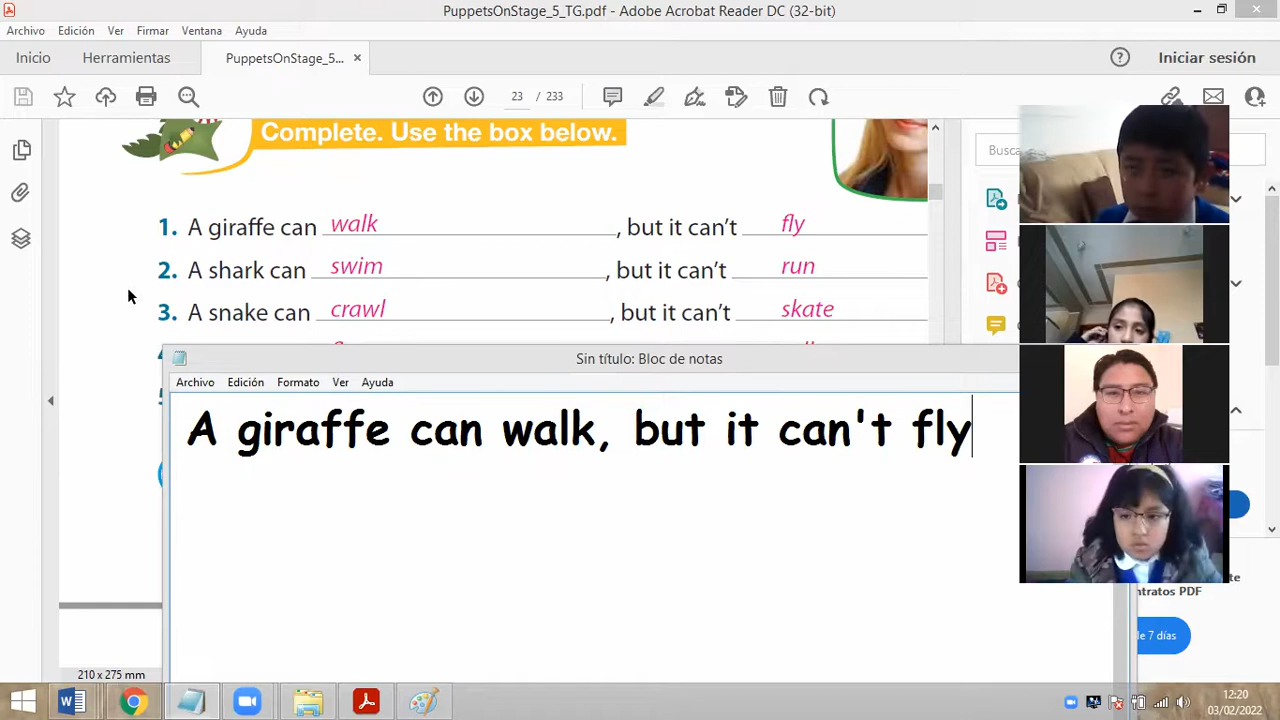 PuppetsOnStage_5_TG.pdf - Adobe Acrobat Reader DC (32-bit)
Archivo Edición Ver Firmar Ventana Ayuda
Inicio Herramientas PuppetsOnStage_5... × Iniciar sesión
23 / 233
Complete. Use the box below.
Busca
1. A giraffe can walk, but it can't fly
2. A shark can swim, but it can't run
3. A snake can crawl, but it can't skate
Sin título: Bloc de notas
Archivo Edición Formato Ver Ayuda
A giraffe can walk, but it can't fly
ntratos PDF
de 7 días
210 x 275 mm
12:20
03/02/2022